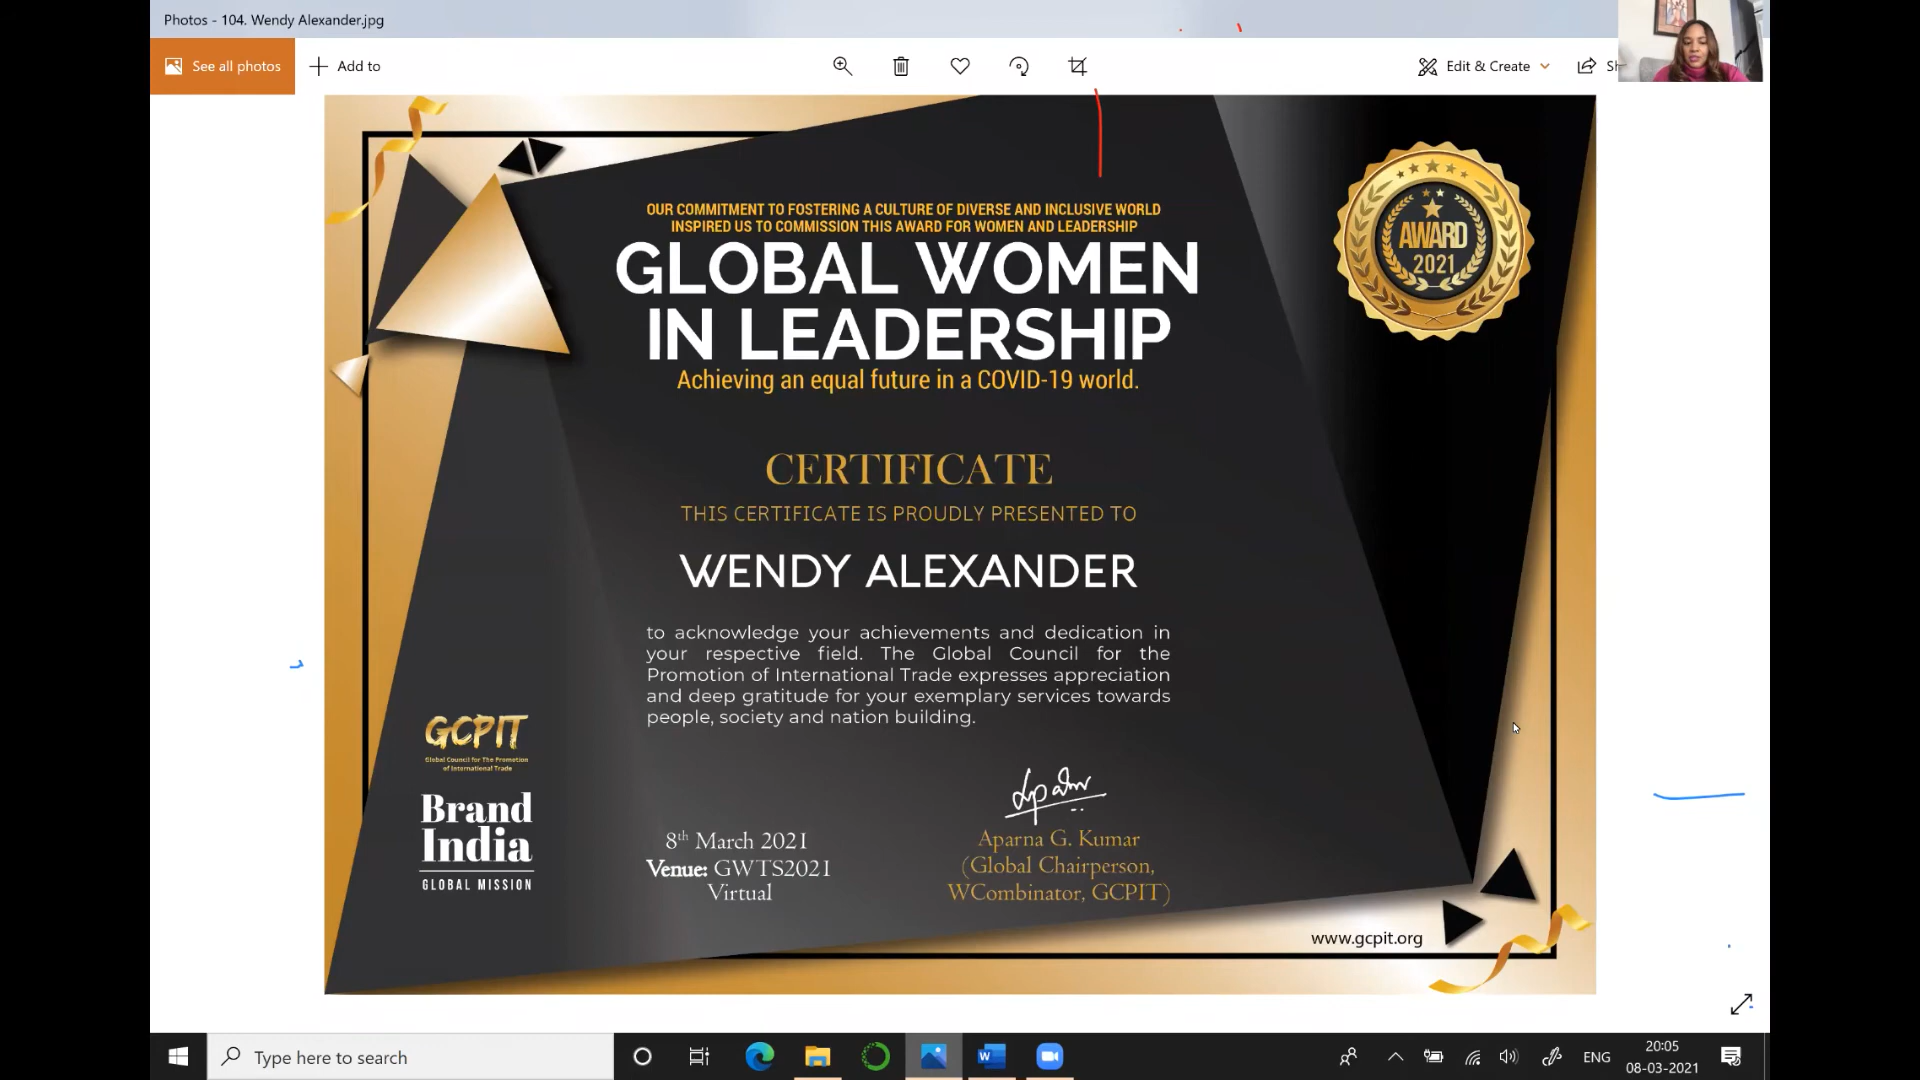 Photos - 104. Wendy Alexander.jpg
See all photos
Add to
Edit & Create
OUR COMMITMENT TO FOSTERING A CULTURE OF DIVERSE AND INCLUSIVE WORLD
INSPIRED US TO COMMISSION THIS AWARD FOR WOMEN AND LEADERSHIP
GLOBAL WOMEN
IN LEADERSHIP
Achieving an equal future in a COVID-19 world.
AWARD
2021
CERTIFICATE
THIS CERTIFICATE IS PROUDLY PRESENTED TO
WENDY ALEXANDER
to acknowledge your achievements and dedication in
your respective field. The Global Council for the
Promotion of International Trade expresses appreciation
and deep gratitude for your exemplary services towards
people, society and nation building.
GCPIT
Global Council for The Promotion
of International Trade
Brand
India
GLOBAL MISSION
8th March 2021
Venue: GWTS2021
Virtual
Aparna G. Kumar
(Global Chairperson,
WCombinator, GCPIT)
www.gcpit.org
Type here to search
W
ENG
20:05
08-03-2021